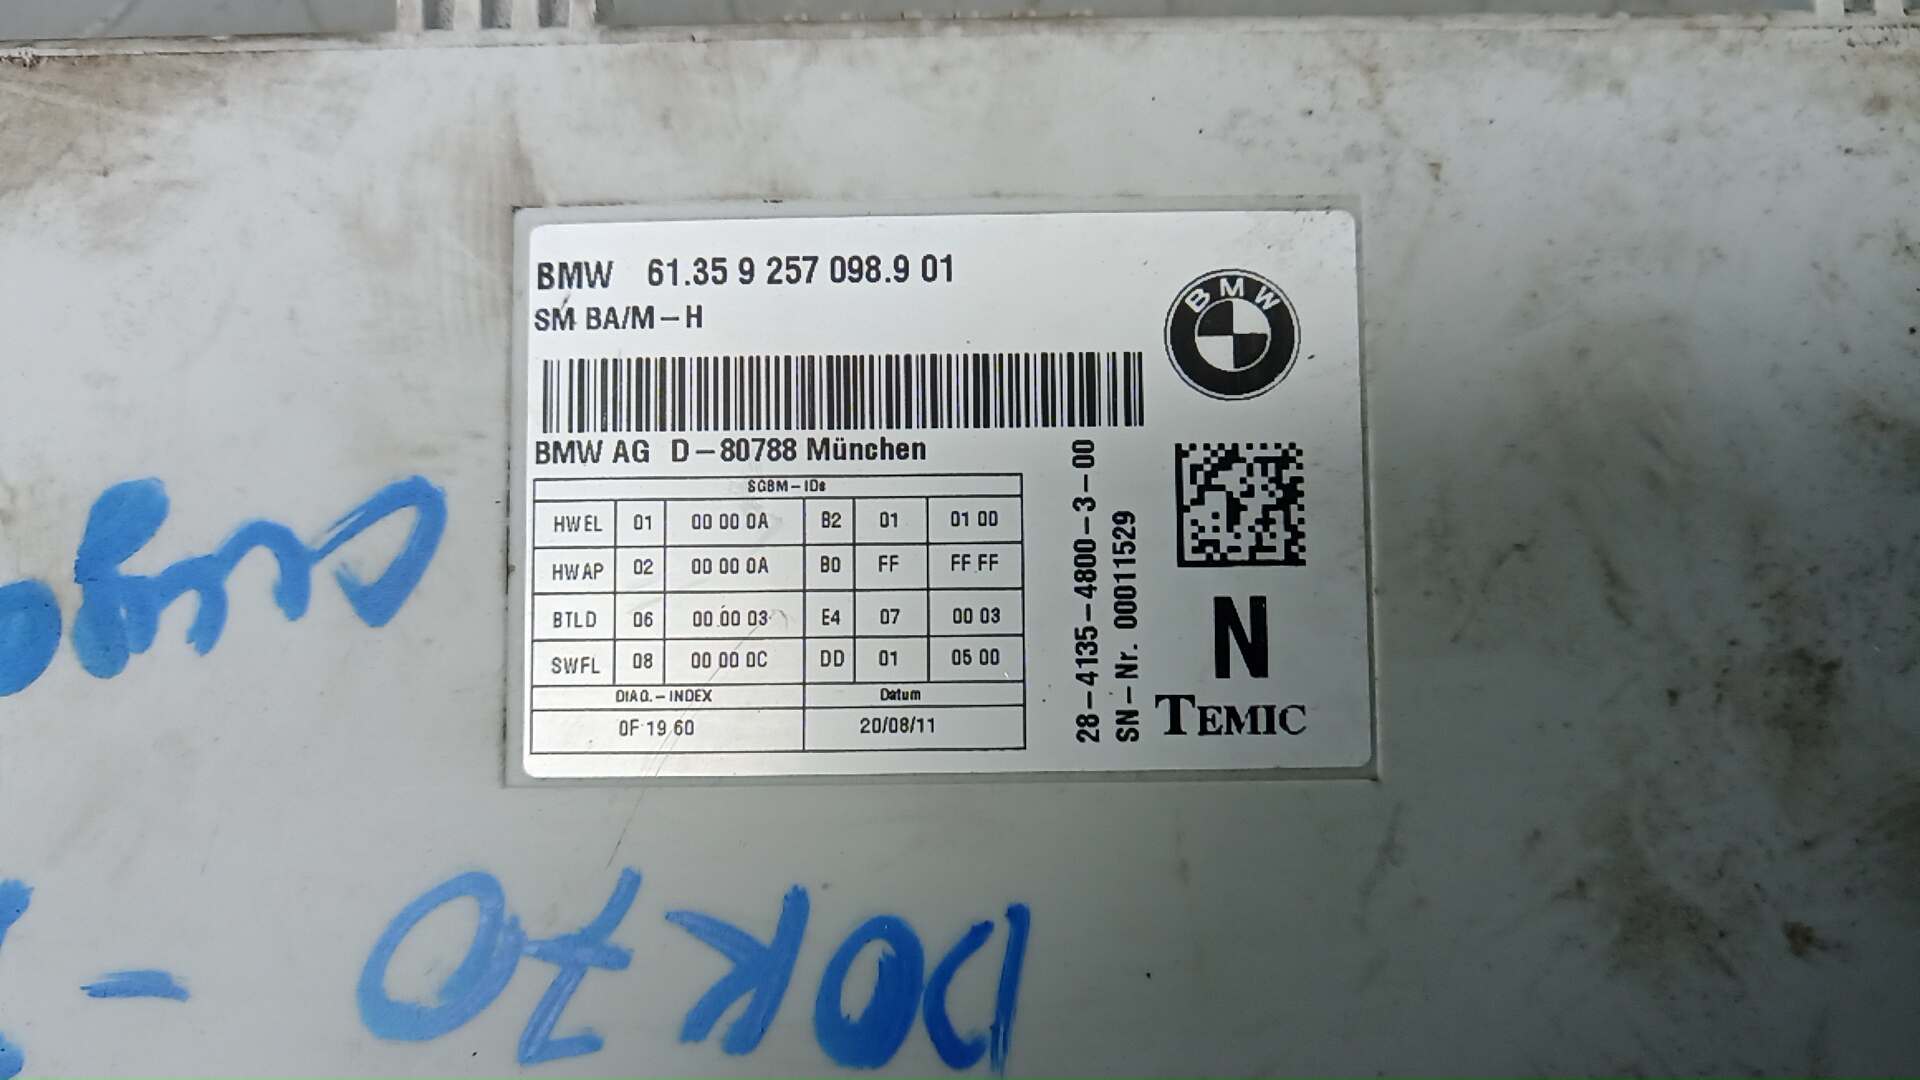 BMW 61.35 9 257 098.9 01
SM BA/M-H
BMW
BMW AG D-80788 München
SGBM-IDs
HWEL 01 00 00 0A B2 01 01 00
HWAP 02 00 00 0A B0 FF FF FF
BTLD 06 00 00 03 E4 07 00 03
SWFL 08 00 00 0C DD 01 05 00
DIAG.-INDEX Datum
0F 19 60 20/08/11
28-4135-4800-3-00
SN-Nr. 00011529
N
TEMIC
DOK70